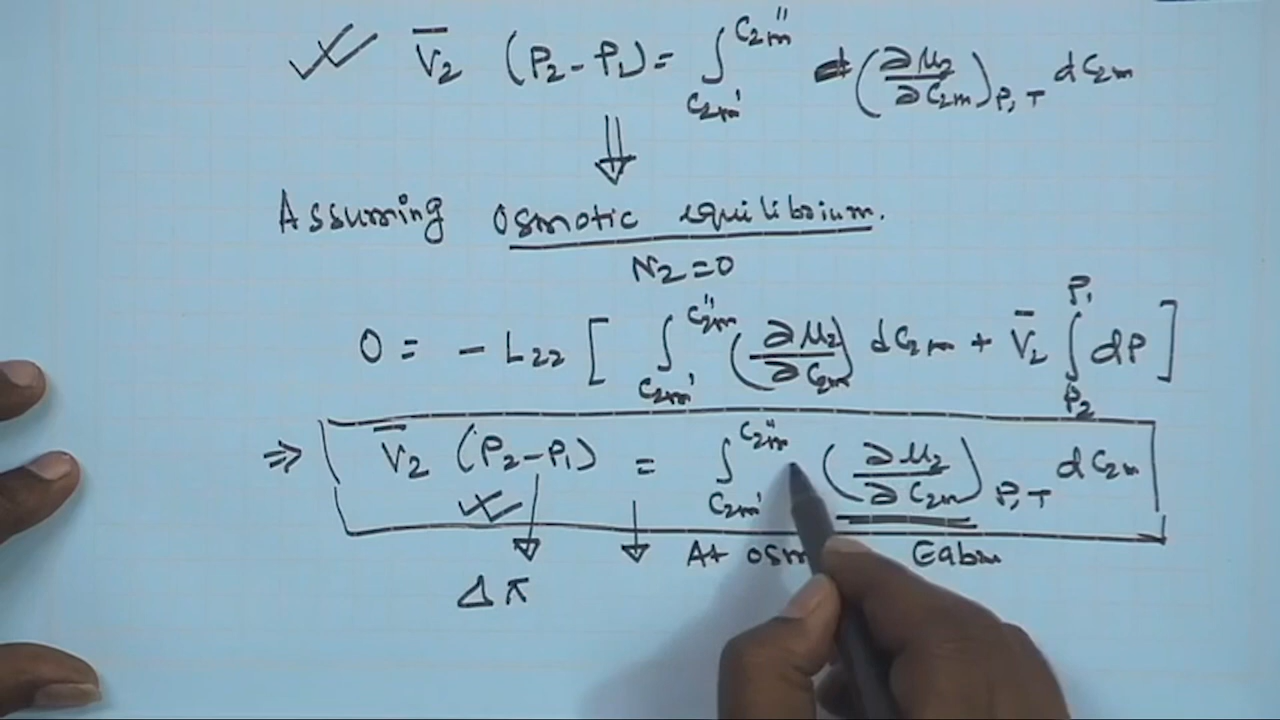 V̄₂ (P₂-P₁) = ∫_{C₂m'}^{C₂m''} (∂μ₂/∂C₂m)_{P,T} dC₂m
Assuming osmotic equilibrium.
N₂=0
0 = - L₂₂ [ ∫_{C₂m'}^{C₂m''} (∂μ₂/∂C₂m) dC₂m + V̄₂ ∫_{P₂}^{P₁} dP ]
⇒ V̄₂ (P₂-P₁) = ∫_{C₂m'}^{C₂m''} (∂μ₂/∂C₂m)_{P,T} dC₂m
At osm
Δπ